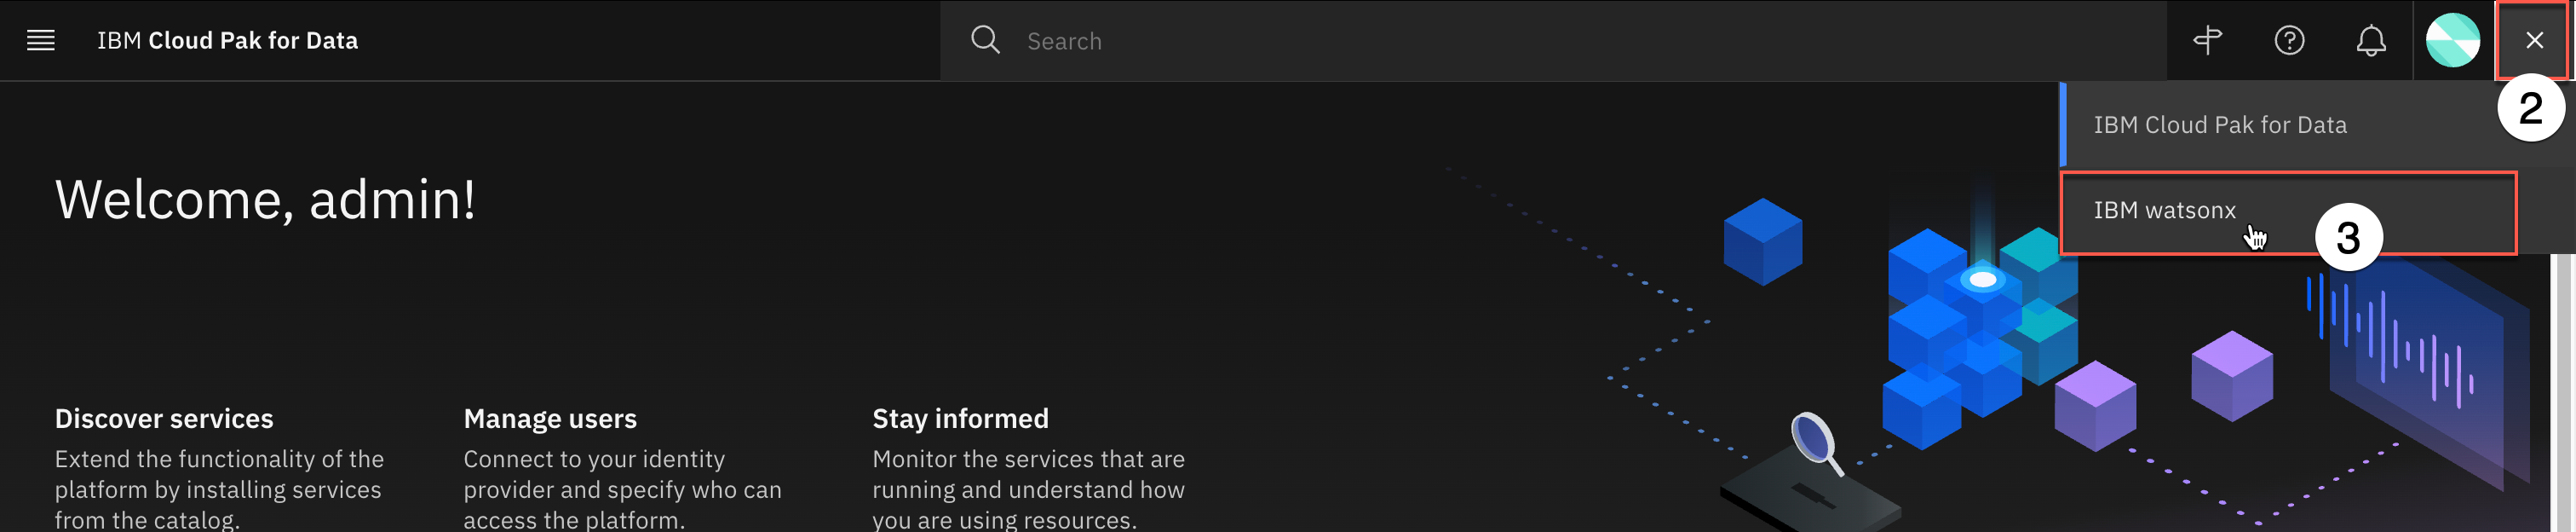 IBM Cloud Pak for Data
Search
2
IBM Cloud Pak for Data
IBM watsonx
3
Welcome, admin!
Discover services
Extend the functionality of the
platform by installing services
from the catalog.
Manage users
Connect to your identity
provider and specify who can
access the platform.
Stay informed
Monitor the services that are
running and understand how
you are using resources.